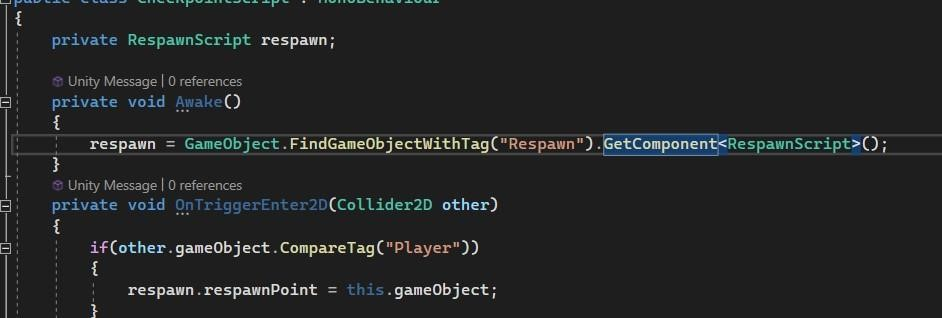 public class CheckpointScript : MonoBehaviour
{
private RespawnScript respawn;
Unity Message | 0 references
private void Awake()
{
respawn = GameObject.FindGameObjectWithTag("Respawn").GetComponent<RespawnScript>();
}
Unity Message | 0 references
private void OnTriggerEnter2D(Collider2D other)
{
if(other.gameObject.CompareTag("Player"))
{
respawn.respawnPoint = this.gameObject;
}